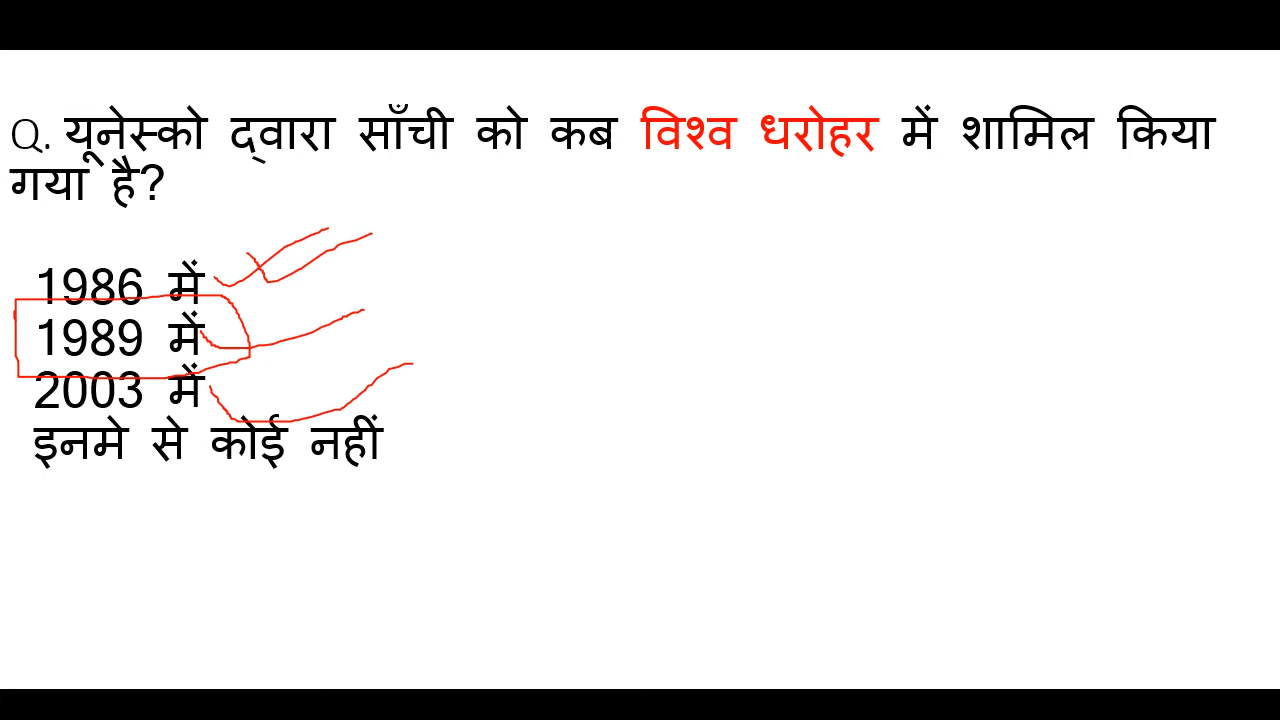 Q. यूनेस्को द्वारा साँची को कब विश्व धरोहर में शामिल किया
गया है?
1986 में
1989 में
2003 में
इनमे से कोई नहीं